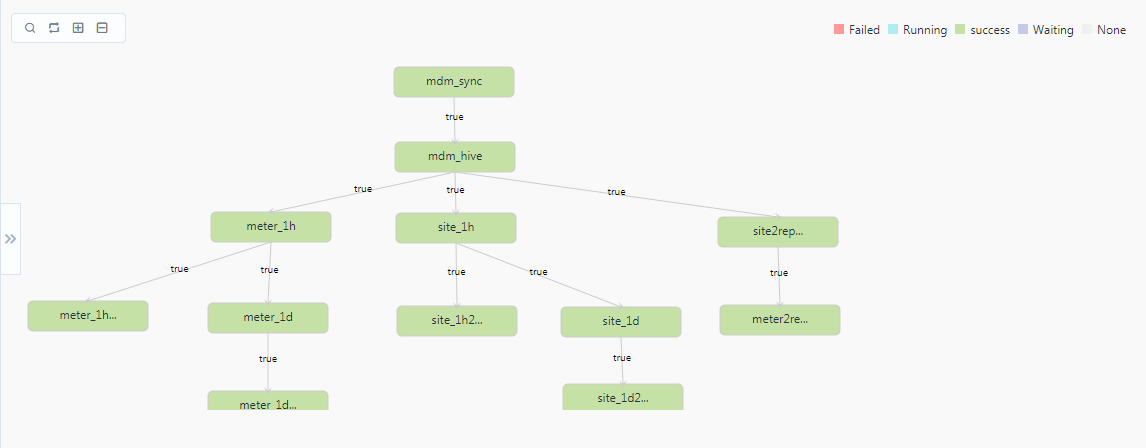 Failed Running success Waiting None
mdm_sync
true
mdm_hive
true true true
meter_1h site_1h site2rep...
true true true true true
meter_1h... meter_1d site_1h2... site_1d meter2re...
true true
meter_1d... site_1d2...